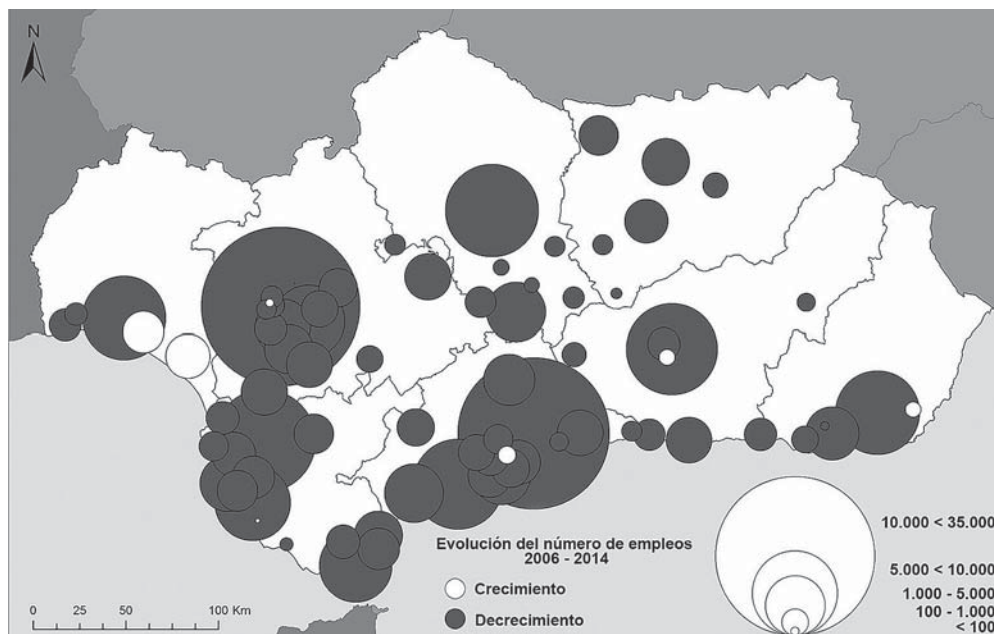 N
Evolución del número de empleos
2006 - 2014
Crecimiento
Decrecimiento
0 25 50 100 Km
10.000 < 35.000
5.000 < 10.000
1.000 - 5.000
100 - 1.000
< 100